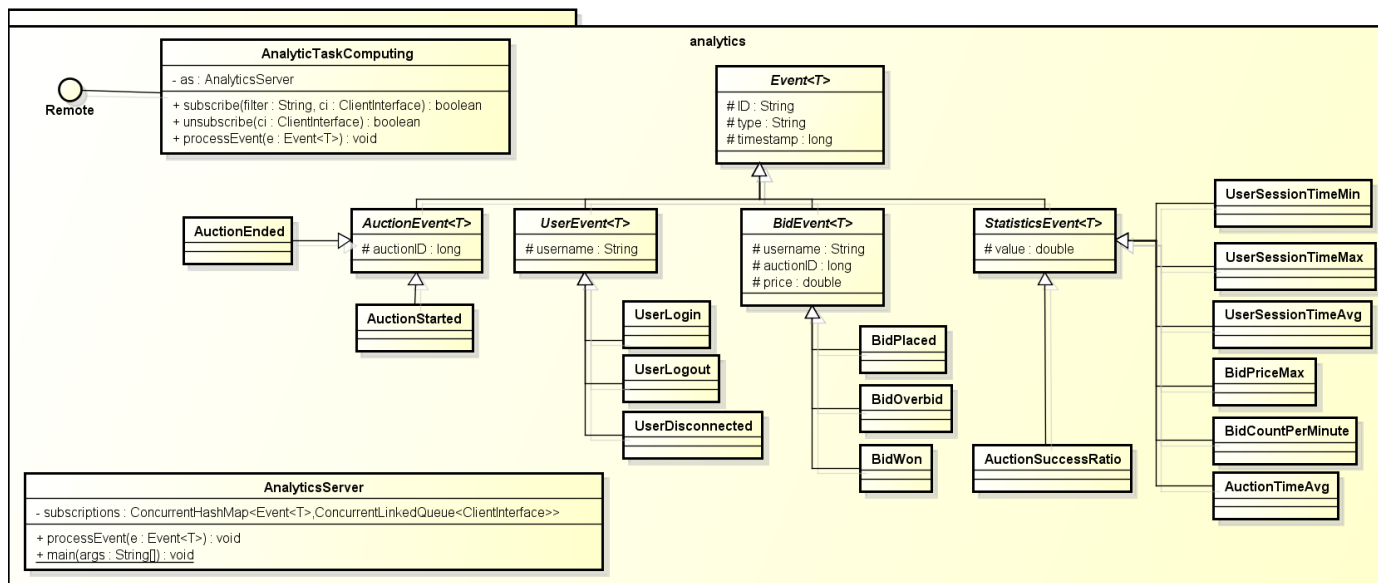 analytics
AnalyticTaskComputing
- as : AnalyticsServer
+ subscribe(filter : String, ci : ClientInterface) : boolean
+ unsubscribe(ci : ClientInterface) : boolean
+ processEvent(e : Event<T>) : void
Remote
Event<T>
# ID : String
# type : String
# timestamp : long
AuctionEnded
AuctionEvent<T>
# auctionID : long
AuctionStarted
UserEvent<T>
# username : String
UserLogin
UserLogout
UserDisconnected
BidEvent<T>
# username : String
# auctionID : long
# price : double
BidPlaced
BidOverbid
BidWon
StatisticsEvent<T>
# value : double
AuctionSuccessRatio
UserSessionTimeMin
UserSessionTimeMax
UserSessionTimeAvg
BidPriceMax
BidCountPerMinute
AuctionTimeAvg
AnalyticsServer
- subscriptions : ConcurrentHashMap<Event<T>,ConcurrentLinkedQueue<ClientInterface>>
+ processEvent(e : Event<T>) : void
+ main(args : String[]) : void